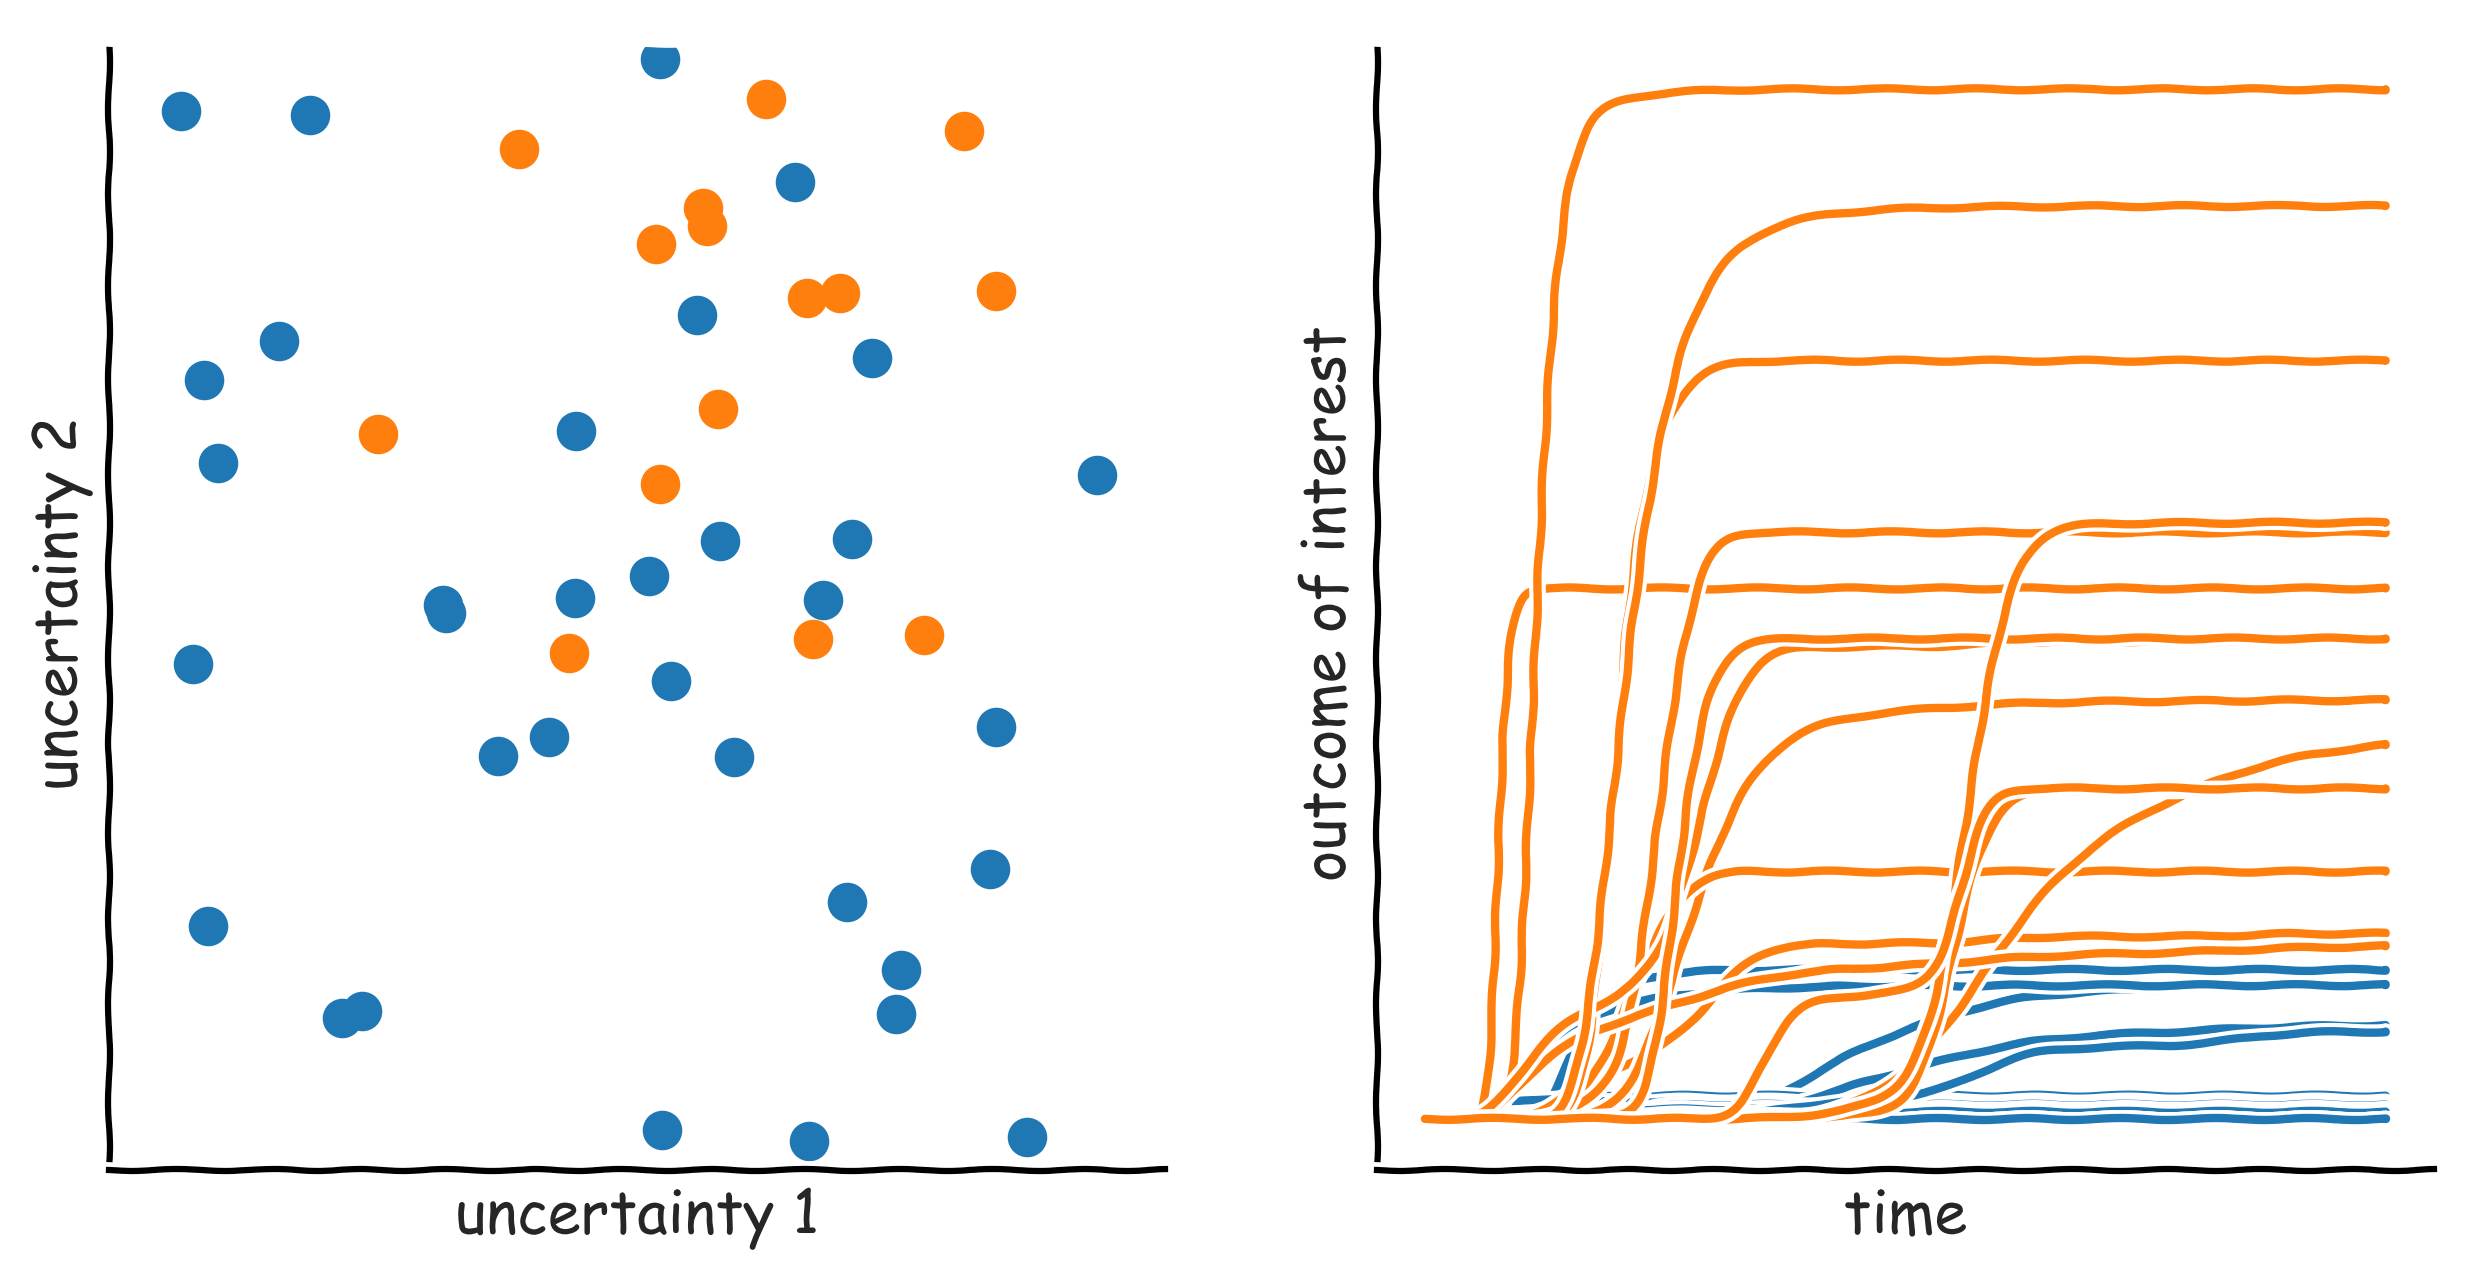 uncertainty 2
uncertainty 1
outcome of interest
time